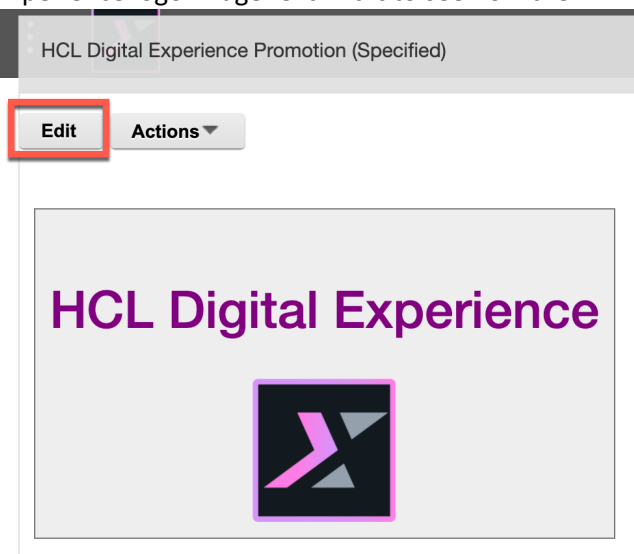 HCL Digital Experience Promotion (Specified)
Edit
Actions
HCL Digital Experience